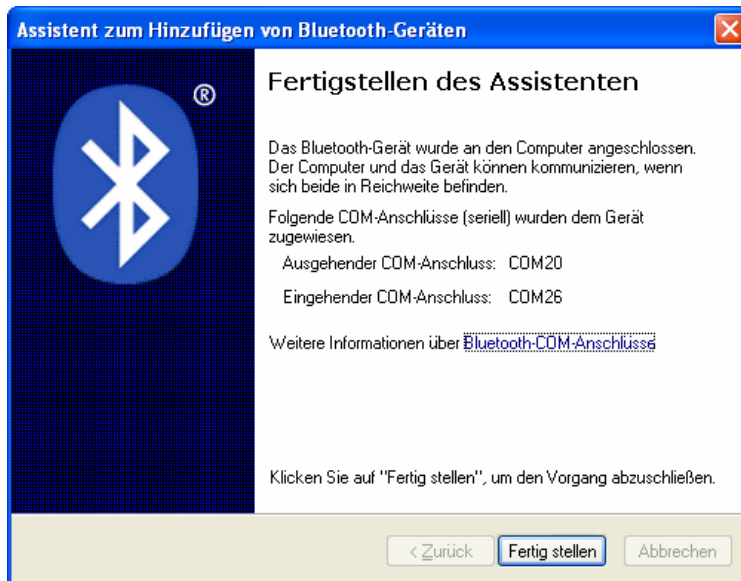 Assistent zum Hinzufügen von Bluetooth-Geräten
®
Fertigstellen des Assistenten
Das Bluetooth-Gerät wurde an den Computer angeschlossen.
Der Computer und das Gerät können kommunizieren, wenn
sich beide in Reichweite befinden.
Folgende COM-Anschlüsse (seriell) wurden dem Gerät
zugewiesen.
Ausgehender COM-Anschluss: COM20
Eingehender COM-Anschluss: COM26
Weitere Informationen über Bluetooth-COM-Anschlüsse
Klicken Sie auf "Fertig stellen", um den Vorgang abzuschließen.
< Zurück Fertig stellen Abbrechen